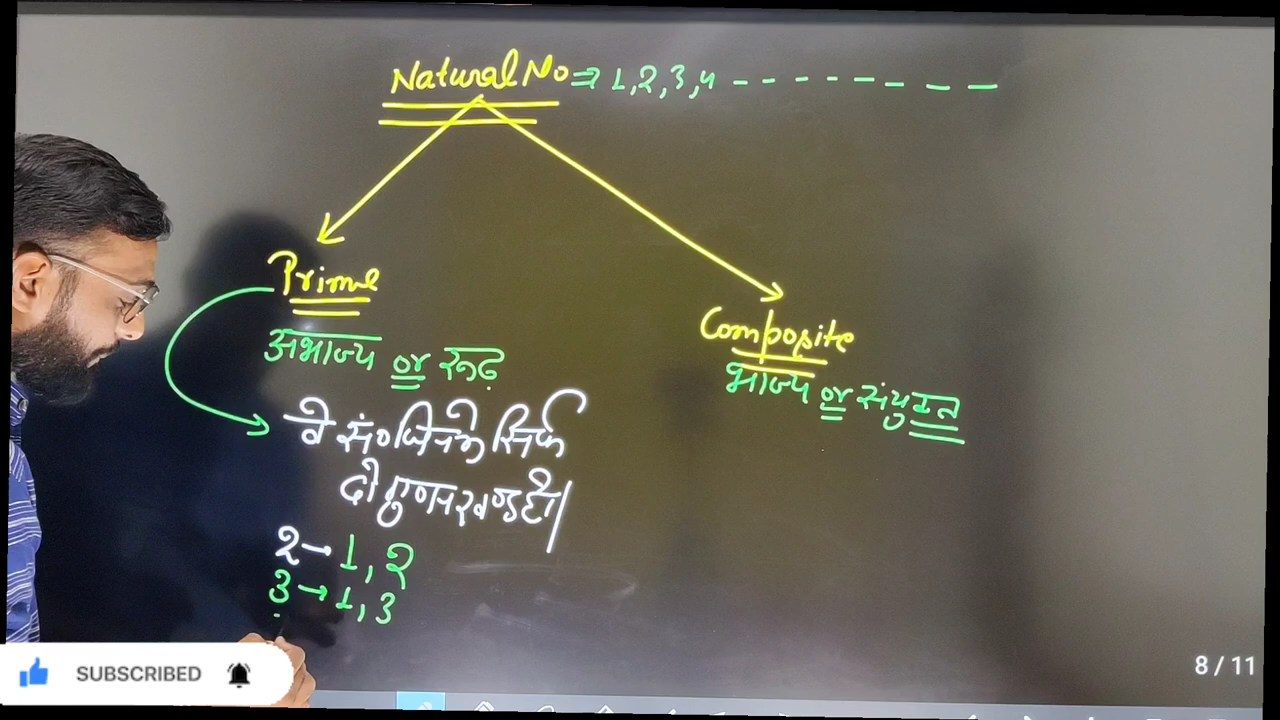 Natural No ⇒ 1,2,3,4 - - - - - - - -
Prime
अभाज्य or रूढ़
वे सं० जिनके सिर्फ
दो गुणनखण्ड हो।
2 → 1, 2
3 → 1, 3
Composite
भाज्य or संयुक्त
SUBSCRIBED
8 / 11